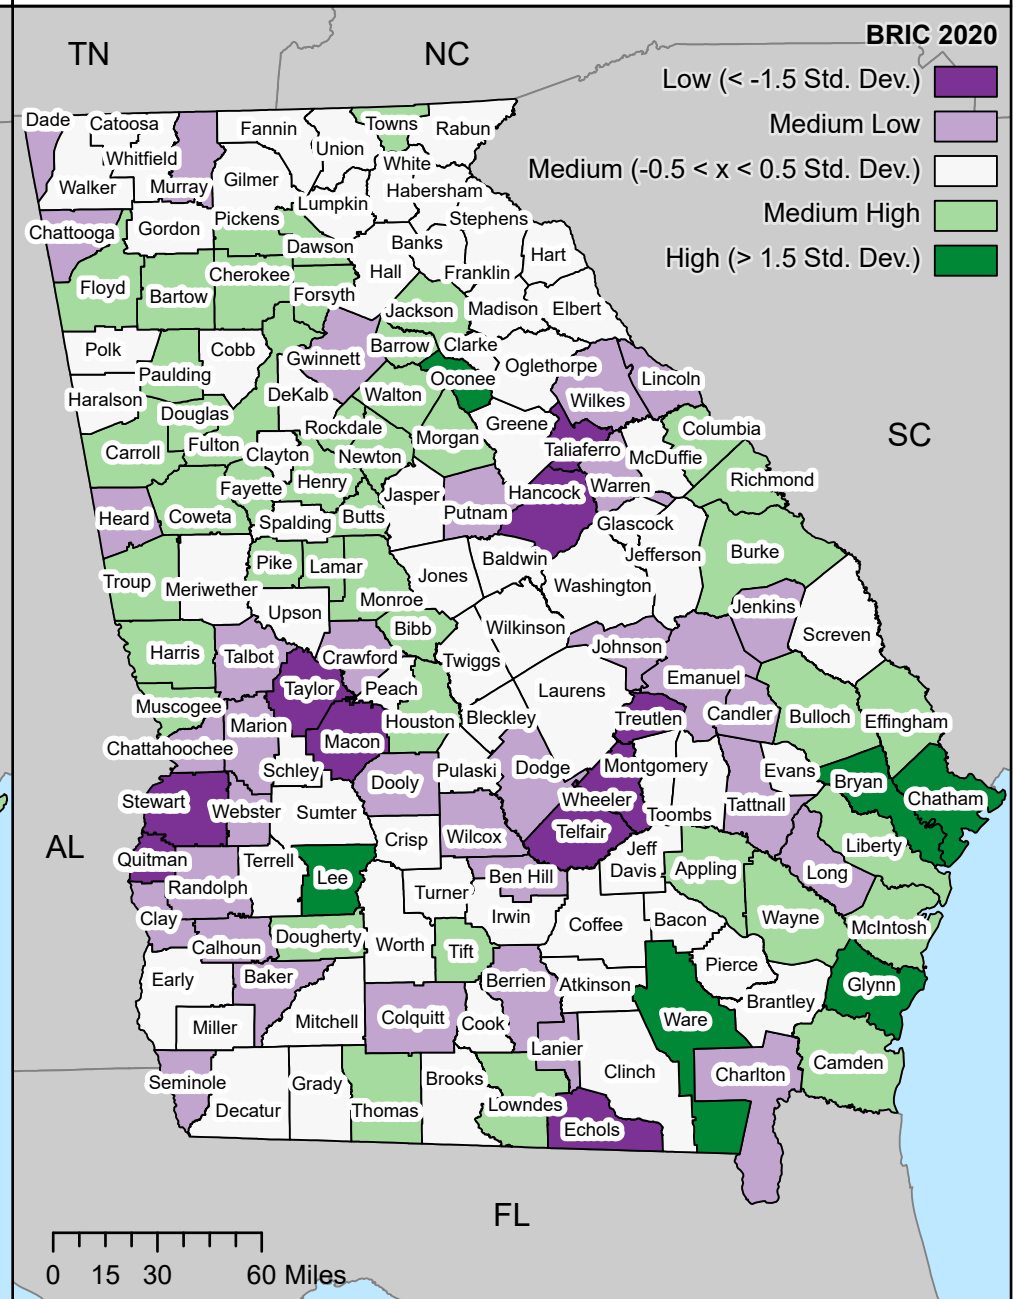 TN
NC
BRIC 2020
Low (< -1.5 Std. Dev.)
Medium Low
Medium (-0.5 < x < 0.5 Std. Dev.)
Medium High
High (> 1.5 Std. Dev.)
Dade
Catoosa
Fannin
Towns
Rabun
Union
Whitfield
White
Walker
Murray
Gilmer
Habersham
Lumpkin
Chattooga
Gordon
Pickens
Stephens
Dawson
Banks
Hart
Hall
Franklin
Floyd
Bartow
Cherokee
Forsyth
Jackson
Madison
Elbert
Polk
Cobb
Gwinnett
Barrow
Clarke
Oglethorpe
Paulding
Oconee
Lincoln
Haralson
DeKalb
Walton
Wilkes
Douglas
Rockdale
Greene
Columbia
SC
Carroll
Fulton
Clayton
Newton
Morgan
Taliaferro
McDuffie
Fayette
Henry
Jasper
Hancock
Warren
Richmond
Heard
Coweta
Spalding
Butts
Putnam
Glascock
Troup
Meriwether
Pike
Lamar
Jones
Baldwin
Jefferson
Burke
Upson
Monroe
Washington
Jenkins
Harris
Talbot
Crawford
Bibb
Wilkinson
Johnson
Screven
Taylor
Peach
Twiggs
Laurens
Emanuel
Muscogee
Marion
Macon
Houston
Bleckley
Treutlen
Candler
Bulloch
Effingham
Chattahoochee
Schley
Dooly
Pulaski
Dodge
Montgomery
Evans
Bryan
Chatham
Stewart
Webster
Sumter
Wheeler
Toombs
Tattnall
AL
Quitman
Terrell
Crisp
Wilcox
Telfair
Jeff
Davis
Liberty
Randolph
Lee
Turner
Ben Hill
Appling
Long
Clay
Calhoun
Dougherty
Worth
Tift
Irwin
Coffee
Bacon
Wayne
McIntosh
Early
Baker
Berrien
Atkinson
Pierce
Brantley
Glynn
Miller
Mitchell
Colquitt
Cook
Ware
Lanier
Seminole
Grady
Brooks
Clinch
Charlton
Camden
Decatur
Thomas
Lowndes
Echols
FL
0 15 30 60 Miles